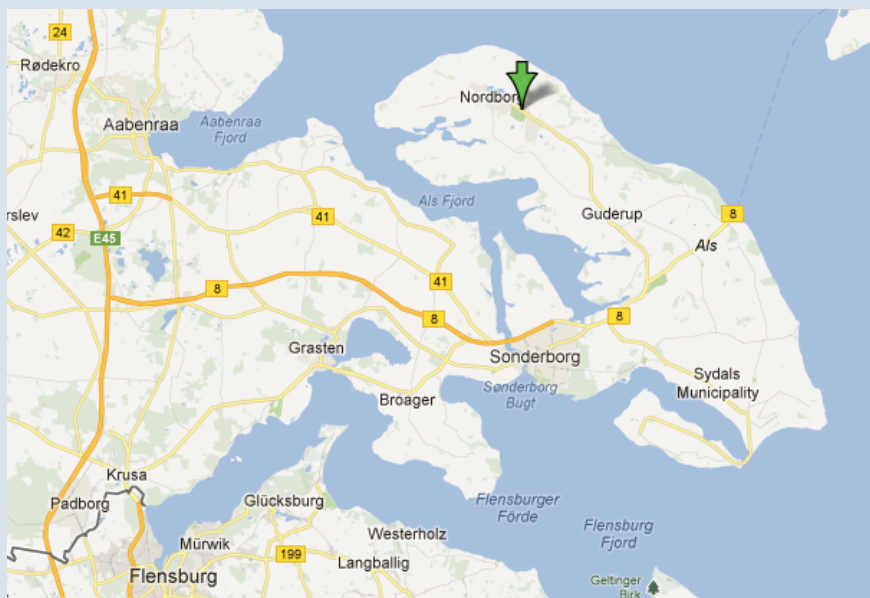 24
Rødekro
Aabenraa
Aabenraa
Fjord
Nordborg
Als Fjord
41
41
Guderup
8
rslev
42
E45
Als
41
8
8
8
Grasten
Sonderborg
Sønderborg
Bugt
Broager
Sydals
Municipality
Krusa
Padborg
Glücksburg
Flensburger
Förde
Flensburg
Fjord
Mürwik
199
Westerholz
Langballig
Flensburg
Geltinger
Birk